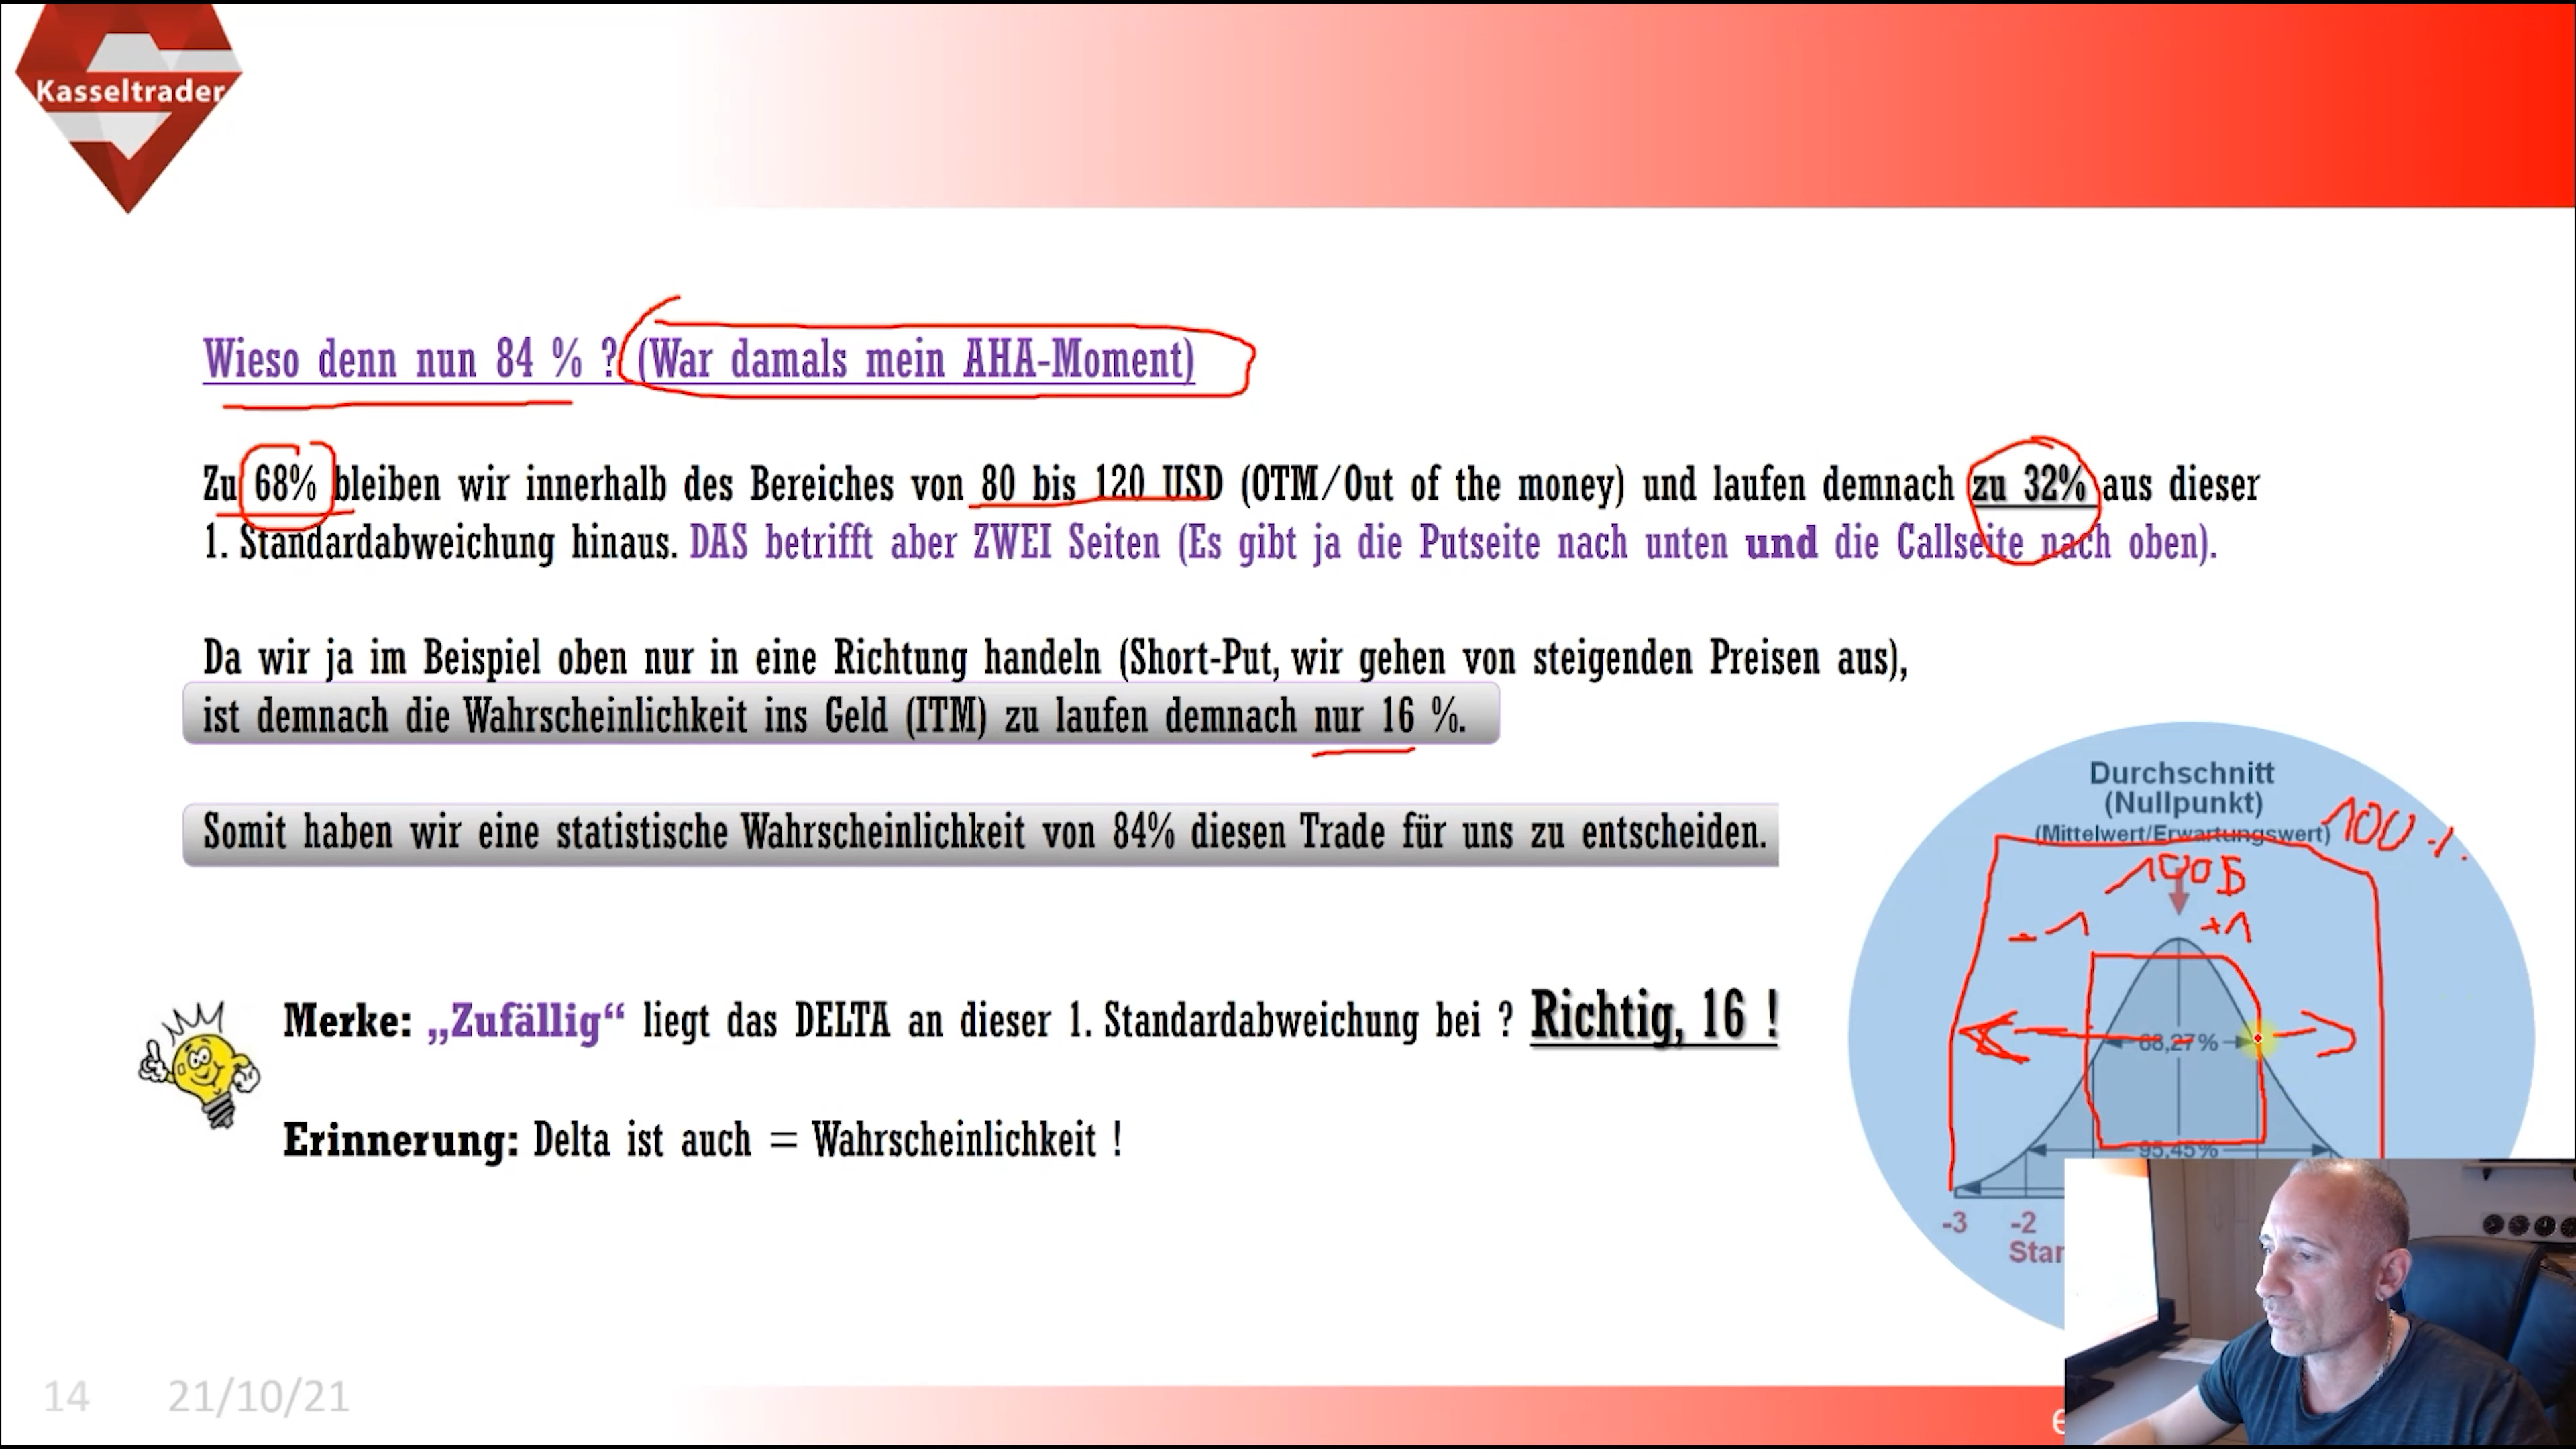 Kasseltrader
Wieso denn nun 84 % ? (War damals mein AHA-Moment)
Zu 68% bleiben wir innerhalb des Bereiches von 80 bis 120 USD (OTM/Out of the money) und laufen demnach zu 32% aus dieser
1. Standardabweichung hinaus. DAS betrifft aber ZWEI Seiten (Es gibt ja die Putseite nach unten und die Callseite nach oben).
Da wir ja im Beispiel oben nur in eine Richtung handeln (Short-Put, wir gehen von steigenden Preisen aus),
ist demnach die Wahrscheinlichkeit ins Geld (ITM) zu laufen demnach nur 16 %.
Somit haben wir eine statistische Wahrscheinlichkeit von 84% diesen Trade für uns zu entscheiden.
Merke: „Zufällig“ liegt das DELTA an dieser 1. Standardabweichung bei ? Richtig, 16 !
Erinnerung: Delta ist auch = Wahrscheinlichkeit !
Durchschnitt
(Nullpunkt)
(Mittelwert/Erwartungswert)
100 %
100$
-1 +1
68,27%
95,45%
-3 -2
14 21/10/21